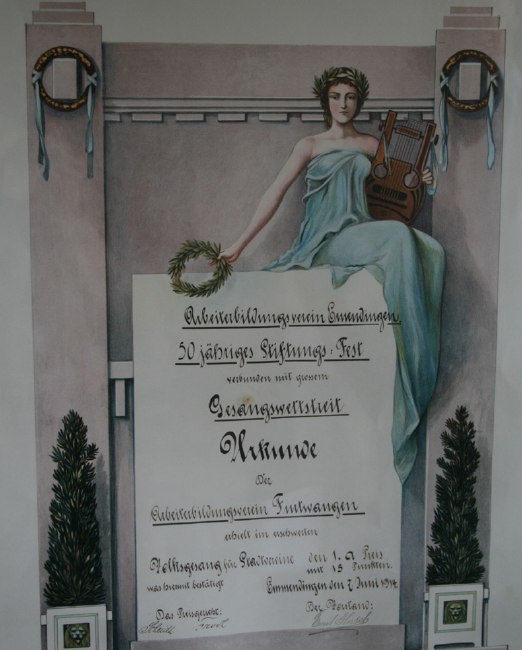 Arbeiterbildungsverein Emmendingen
50 jähriges Stiftungs-Fest
verbunden mit grossem
Gesangswettstreit
Urkunde
Der
Arbeiterbildungsverein Furtwangen
erhielt im erschwerten
Volksgesang für Stadtvereine den 1. A Preis
mit 15 Punkten.
was hiermit bestätigt Emmendingen den 7 Juni 1914
Das Preisgericht: Der Vorstand: